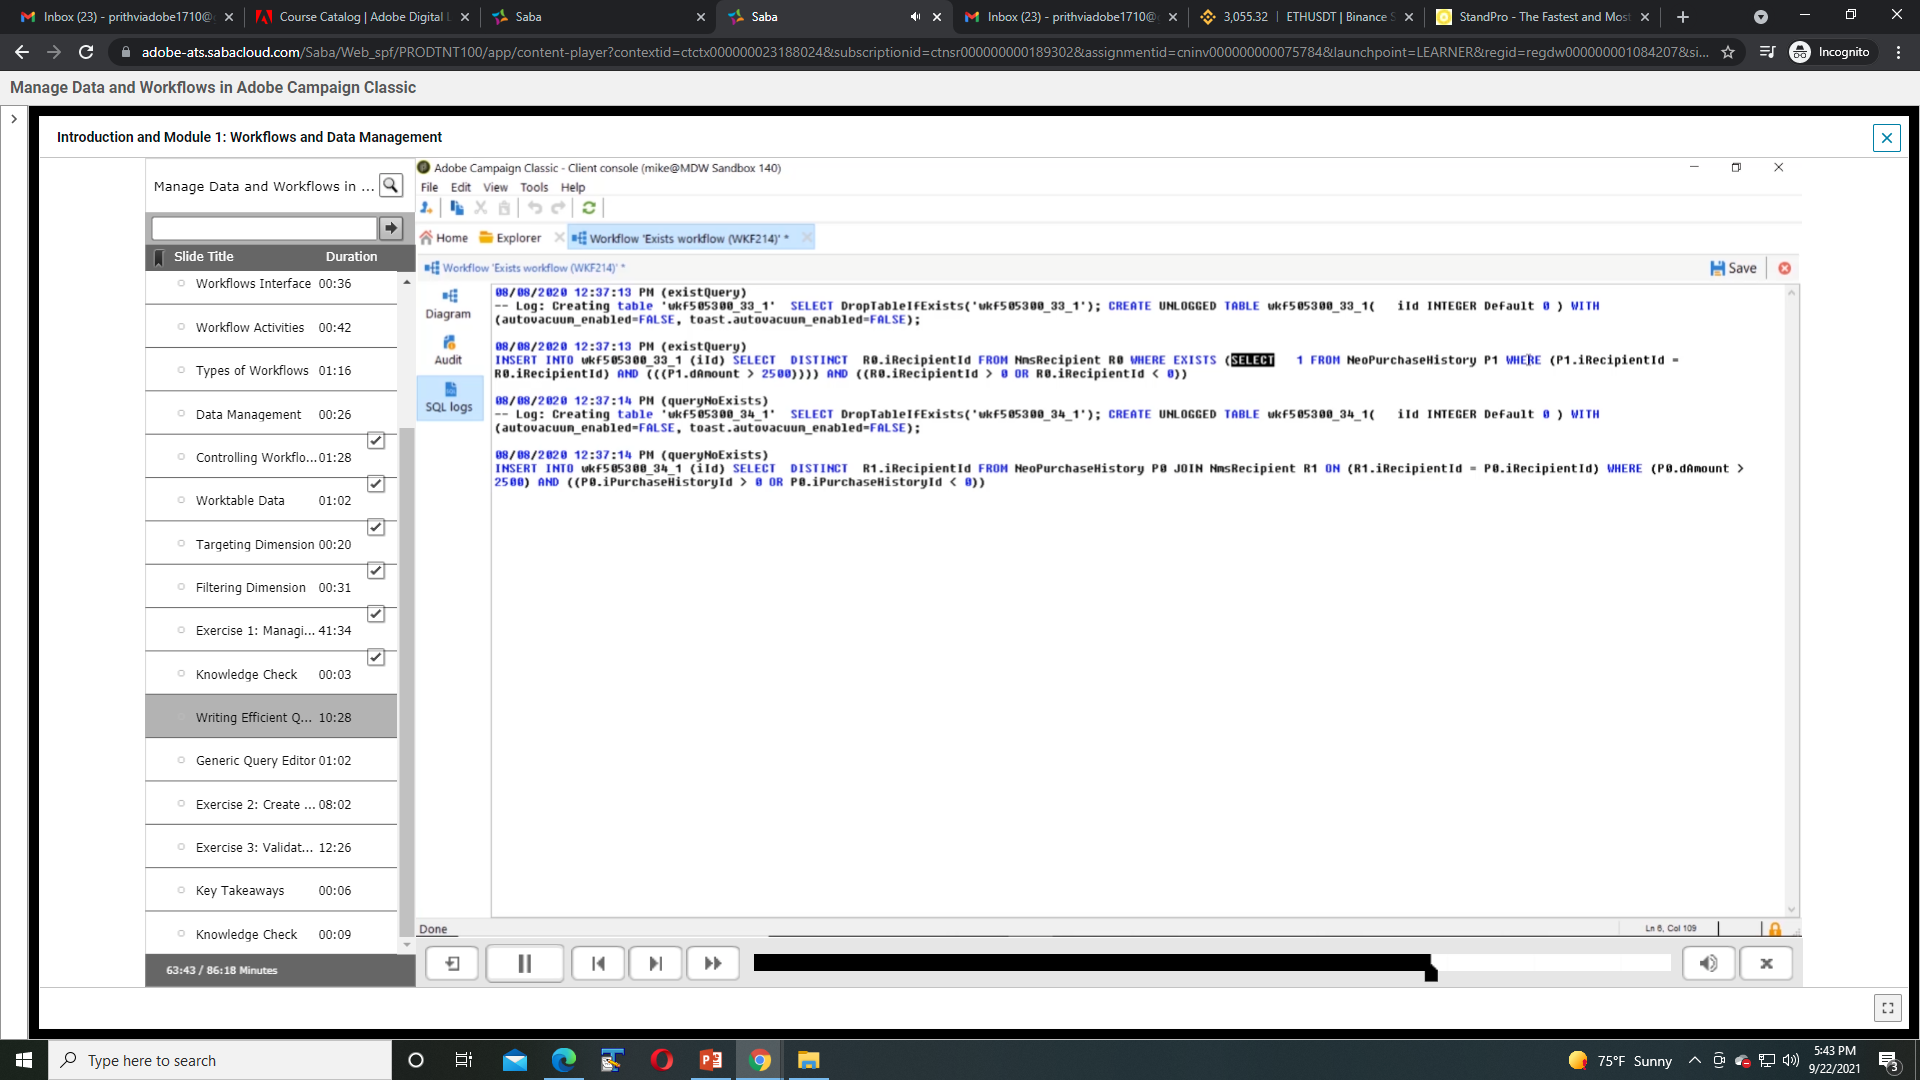 Inbox (23) - prithviadobe1710@
Course Catalog | Adobe Digital L
Saba
Saba
Inbox (23) - prithviadobe1710@
3,055.32 | ETHUSDT | Binance S
StandPro - The Fastest and Most
adobe-ats.sabacloud.com/Saba/Web_spf/PRODTNT100/app/content-player?contextid=ctctx000000023188024&subscriptionid=ctnsr0000000000189302&assignmentid=cninv000000000075784&launchpoint=LEARNER&regid=regdw000000001084207&si...
Incognito
Manage Data and Workflows in Adobe Campaign Classic
Introduction and Module 1: Workflows and Data Management
Manage Data and Workflows in ...
Slide Title Duration
Workflows Interface 00:36
Workflow Activities 00:42
Types of Workflows 01:16
Data Management 00:26
Controlling Workflo... 01:28
Worktable Data 01:02
Targeting Dimension 00:20
Filtering Dimension 00:31
Exercise 1: Managi... 41:34
Knowledge Check 00:03
Writing Efficient Q... 10:28
Generic Query Editor 01:02
Exercise 2: Create ... 08:02
Exercise 3: Validat... 12:26
Key Takeaways 00:06
Knowledge Check 00:09
63:43 / 86:18 Minutes
Adobe Campaign Classic - Client console (mike@MDW Sandbox 140)
File Edit View Tools Help
Home Explorer Workflow 'Exists workflow (WKF214)' *
Workflow 'Exists workflow (WKF214)' *
Save
Diagram
Audit
SQL logs
08/08/2020 12:37:13 PM (existQuery)
-- Log: Creating table 'wkf505300_33_1' SELECT DropTableIfExists('wkf505300_33_1'); CREATE UNLOGGED TABLE wkf505300_33_1( iId INTEGER Default 0 ) WITH
(autovacuum_enabled=FALSE, toast.autovacuum_enabled=FALSE);
08/08/2020 12:37:13 PM (existQuery)
INSERT INTO wkf505300_33_1 (iId) SELECT DISTINCT R0.iRecipientId FROM NmsRecipient R0 WHERE EXISTS (SELECT 1 FROM NeoPurchaseHistory P1 WHERE (P1.iRecipientId =
R0.iRecipientId) AND (((P1.dAmount > 2500)))) AND ((R0.iRecipientId > 0 OR R0.iRecipientId < 0))
08/08/2020 12:37:14 PM (queryNoExists)
-- Log: Creating table 'wkf505300_34_1' SELECT DropTableIfExists('wkf505300_34_1'); CREATE UNLOGGED TABLE wkf505300_34_1( iId INTEGER Default 0 ) WITH
(autovacuum_enabled=FALSE, toast.autovacuum_enabled=FALSE);
08/08/2020 12:37:14 PM (queryNoExists)
INSERT INTO wkf505300_34_1 (iId) SELECT DISTINCT R1.iRecipientId FROM NeoPurchaseHistory P0 JOIN NmsRecipient R1 ON (R1.iRecipientId = P0.iRecipientId) WHERE (P0.dAmount >
2500) AND ((P0.iPurchaseHistoryId > 0 OR P0.iPurchaseHistoryId < 0))
Done
Ln 6, Col 109
Type here to search
75°F Sunny
5:43 PM
9/22/2021
3